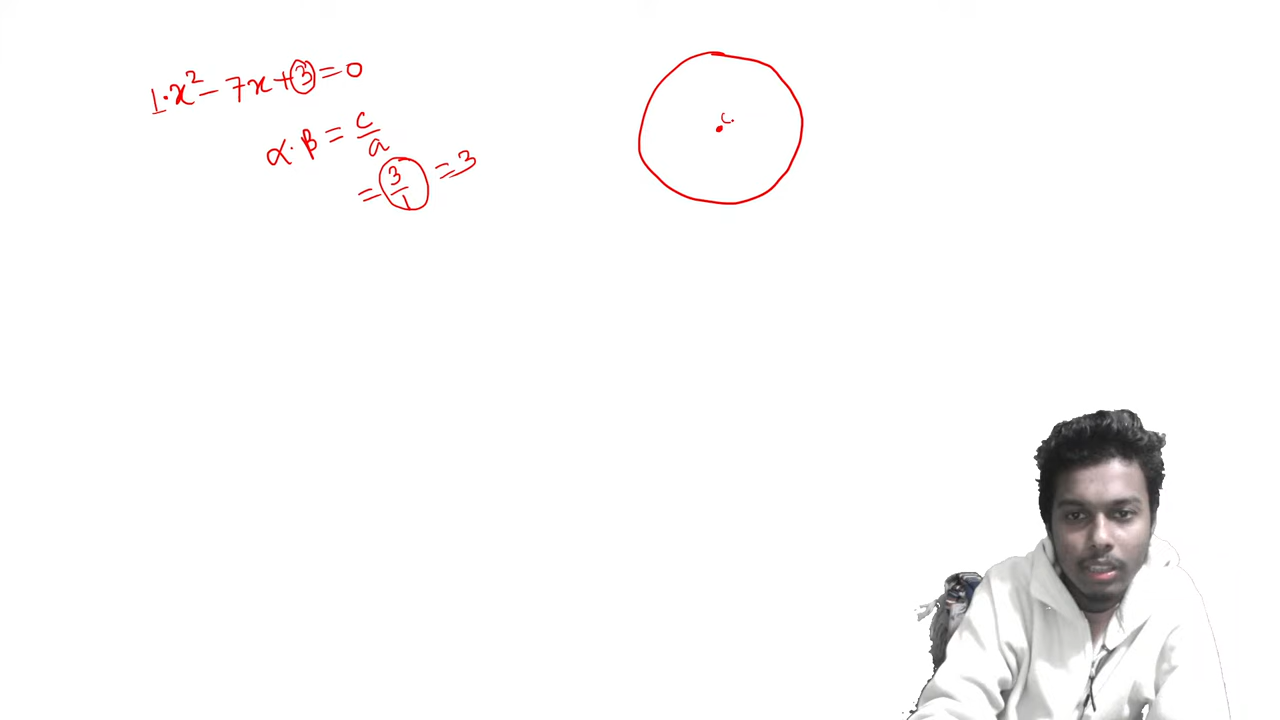 1·x² − 7x + 3 = 0
α·β = c/a
= 3/1 = 3
c